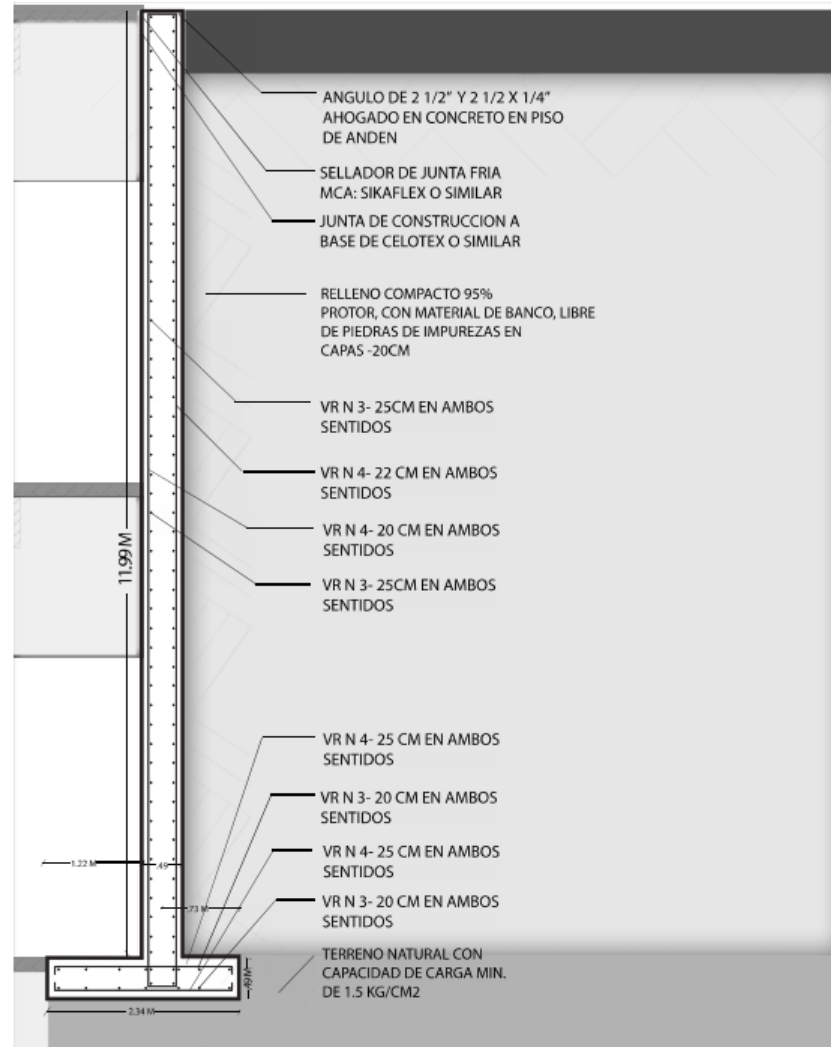 ANGULO DE 2 1/2" Y 2 1/2 X 1/4"
AHOGADO EN CONCRETO EN PISO
DE ANDEN
SELLADOR DE JUNTA FRIA
MCA: SIKAFLEX O SIMILAR
JUNTA DE CONSTRUCCION A
BASE DE CELOTEX O SIMILAR
RELLENO COMPACTO 95%
PROTOR, CON MATERIAL DE BANCO, LIBRE
DE PIEDRAS DE IMPUREZAS EN
CAPAS -20CM
VR N 3- 25CM EN AMBOS
SENTIDOS
VR N 4- 22 CM EN AMBOS
SENTIDOS
VR N 4- 20 CM EN AMBOS
SENTIDOS
VR N 3- 25CM EN AMBOS
SENTIDOS
11.99 M
VR N 4- 25 CM EN AMBOS
SENTIDOS
VR N 3- 20 CM EN AMBOS
SENTIDOS
VR N 4- 25 CM EN AMBOS
SENTIDOS
VR N 3- 20 CM EN AMBOS
SENTIDOS
1.22 M
.49
.73 M
TERRENO NATURAL CON
CAPACIDAD DE CARGA MIN.
DE 1.5 KG/CM2
.49 M
2.34 M